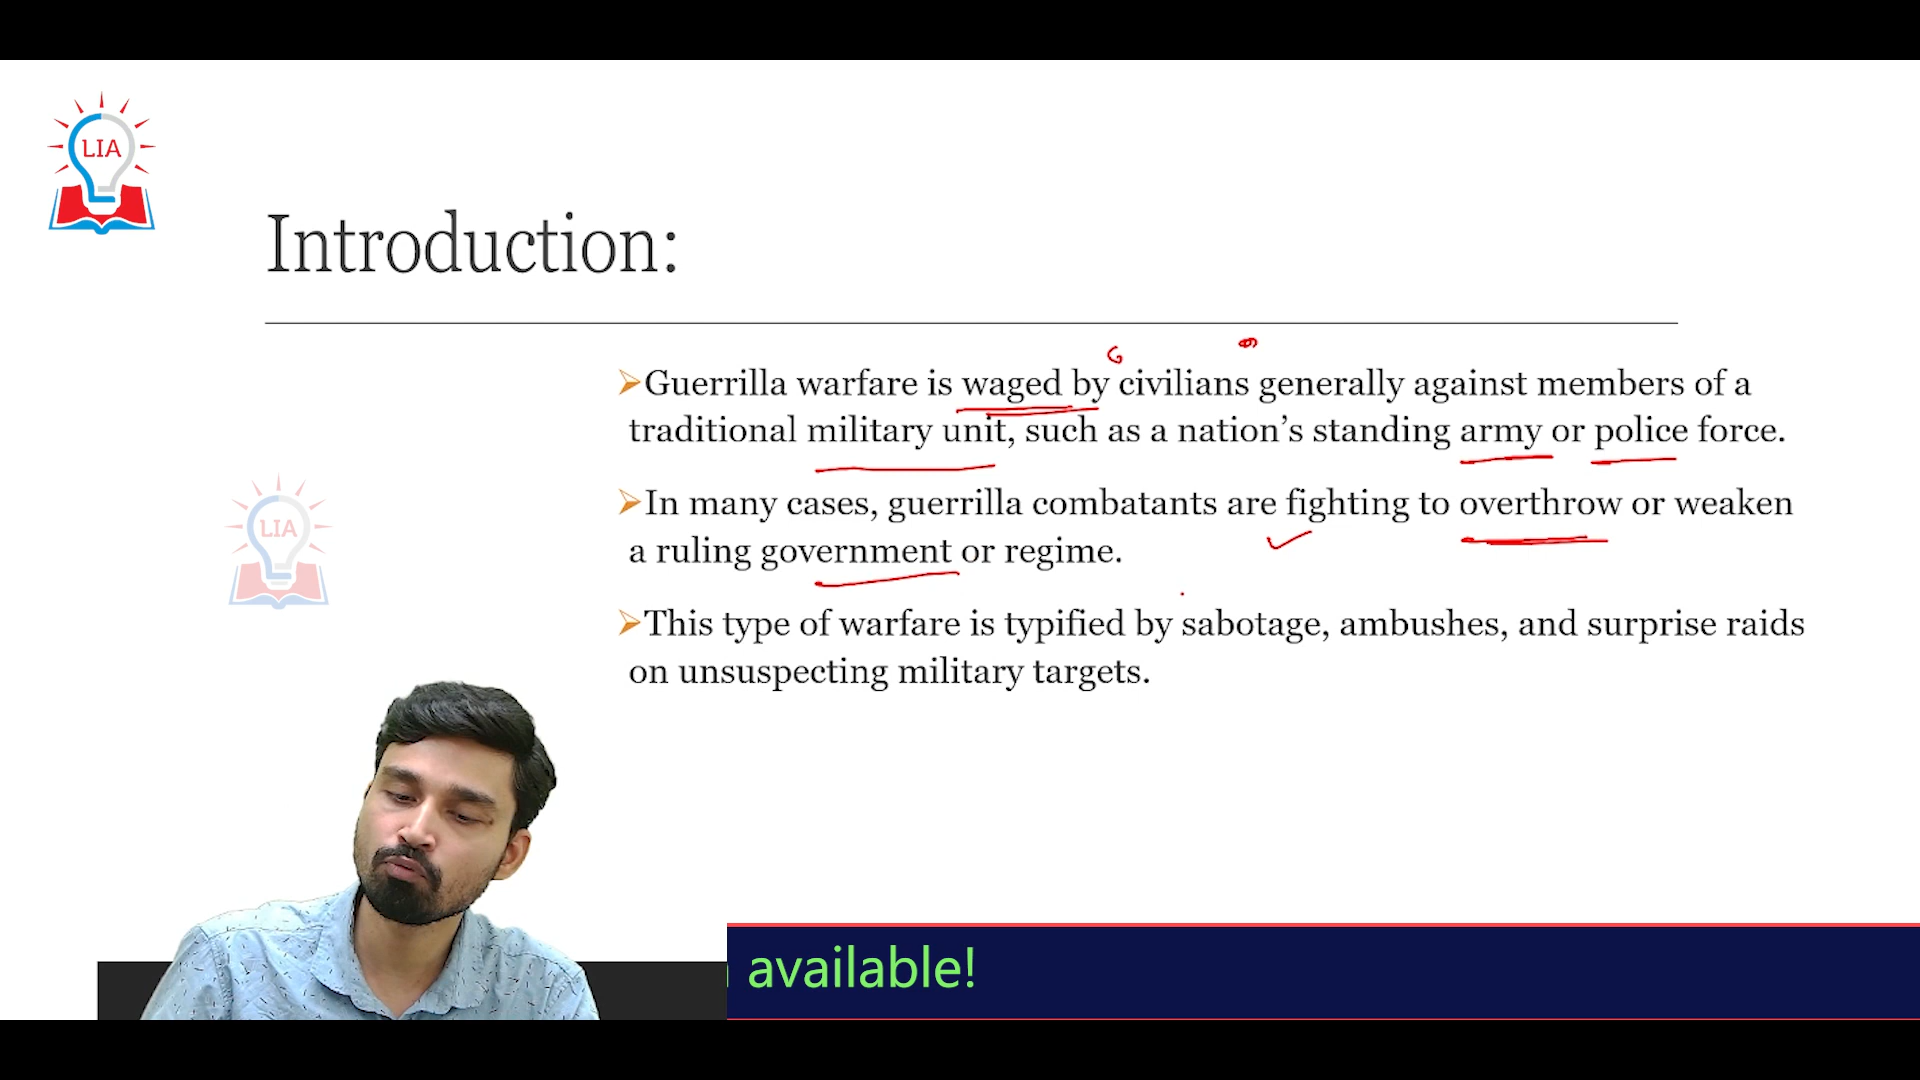 LIA
Introduction:
Guerrilla warfare is waged by civilians generally against members of a
traditional military unit, such as a nation’s standing army or police force.
In many cases, guerrilla combatants are fighting to overthrow or weaken
a ruling government or regime.
LIA
This type of warfare is typified by sabotage, ambushes, and surprise raids
on unsuspecting military targets.
available!